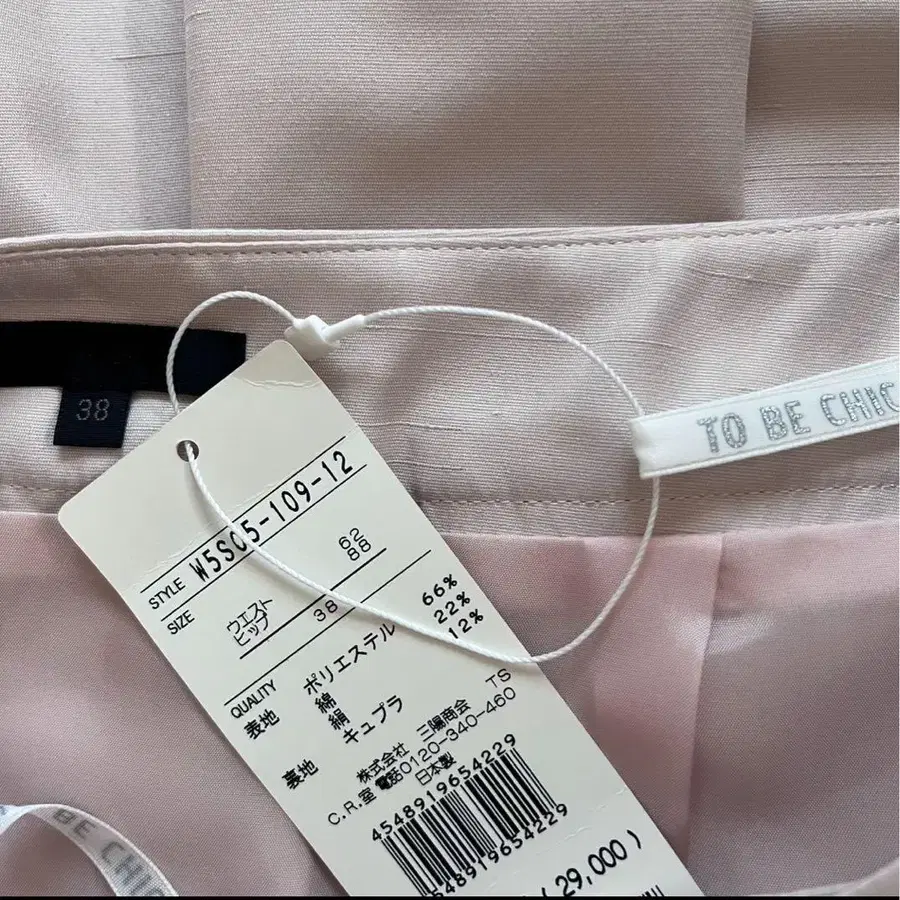 38
TO BE CHIC
STYLE W5S05-109-12
SIZE ウエスト 62
ヒップ 88
38
QUALITY
表地 ポリエステル 66%
綿 22%
絹 12%
裏地 キュプラ
株式会社 三陽商会 TS
C.R.室 電話0120-340-460
日本製
4548919654229
4548919654229
(29,000)
TO BE CHIC